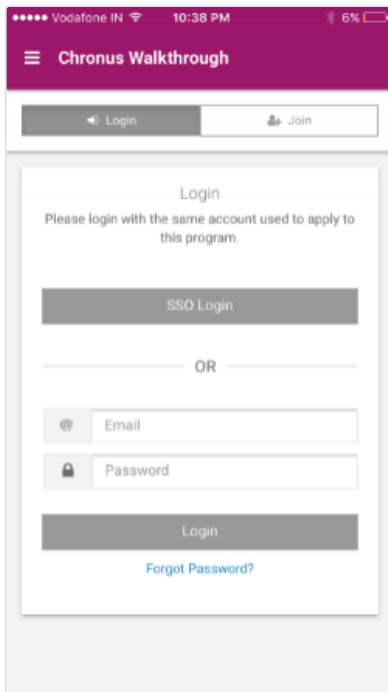 Vodafone IN 10:38 PM 6%
Chronus Walkthrough
Login Join
Login
Please login with the same account used to apply to
this program.
SSO Login
OR
@ Email
Password
Login
Forgot Password?